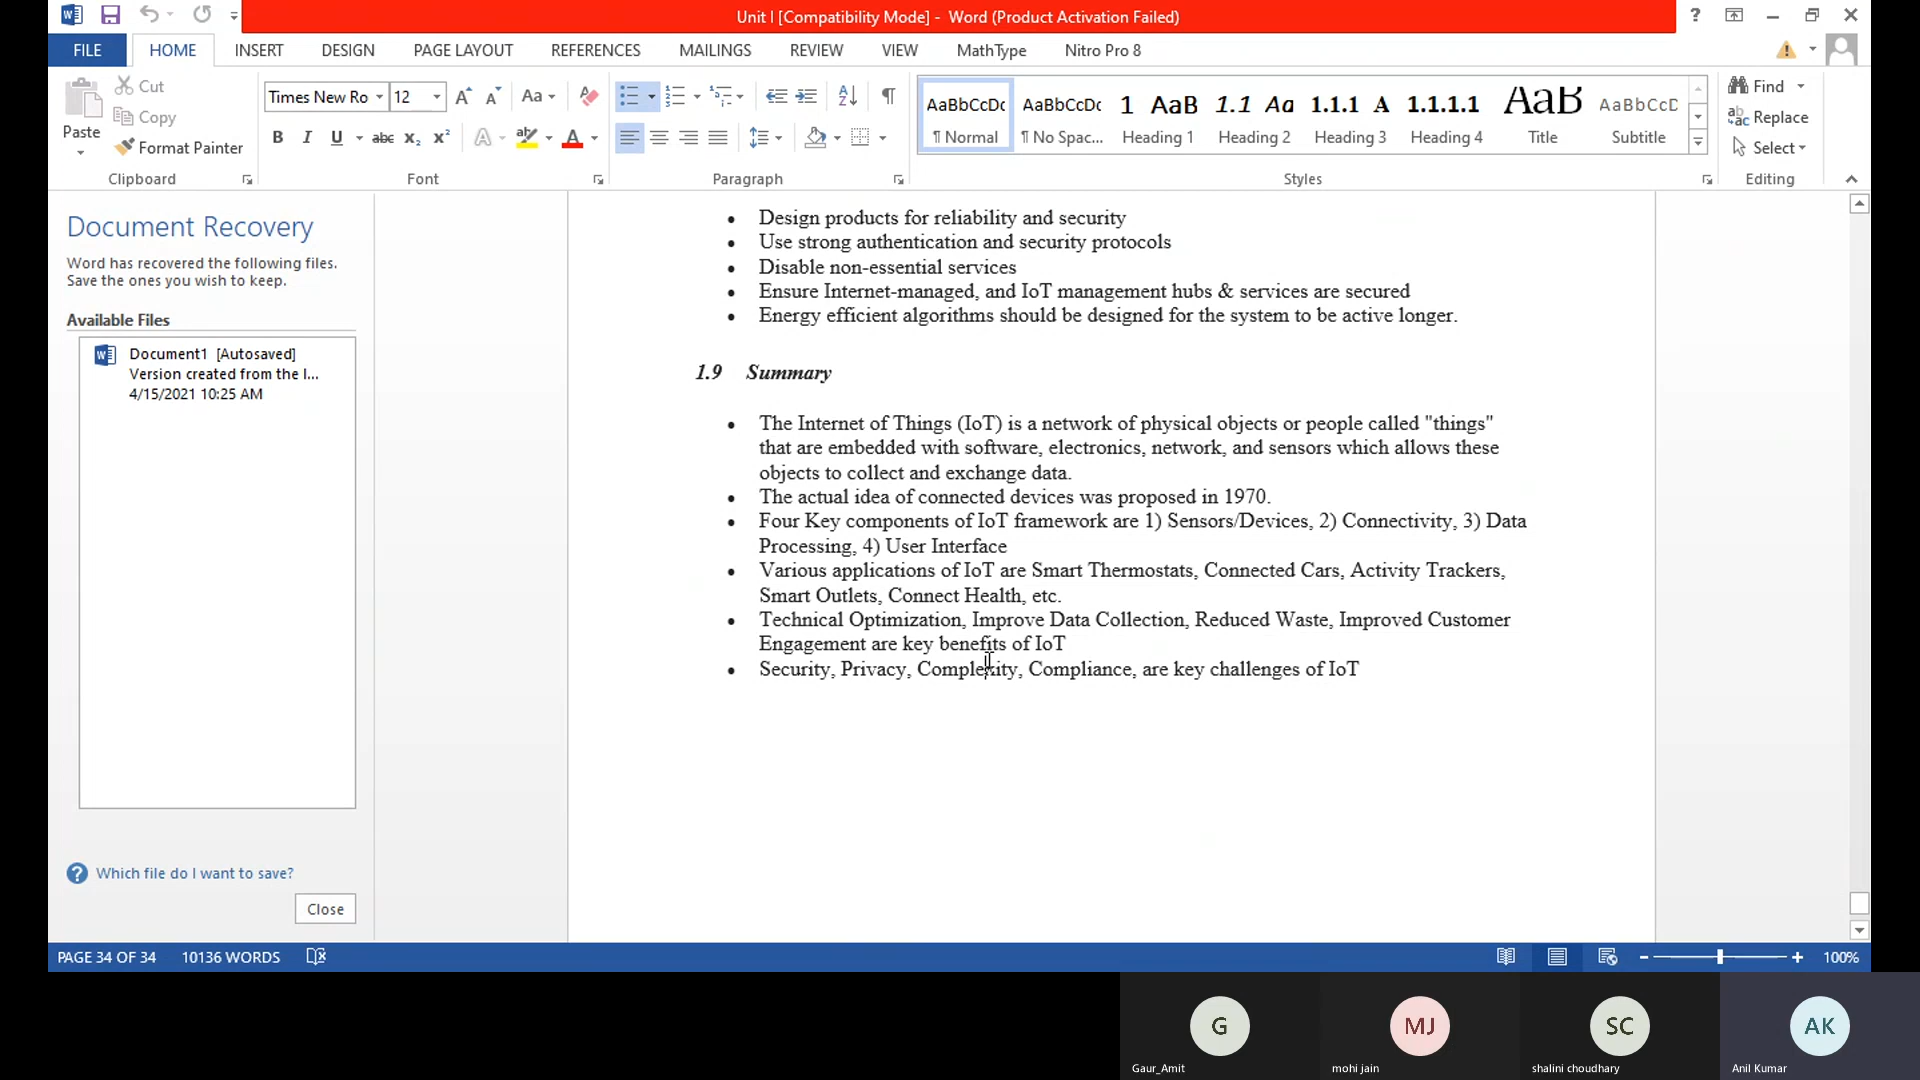 Unit I [Compatibility Mode] - Word (Product Activation Failed)
?
FILE HOME INSERT DESIGN PAGE LAYOUT REFERENCES MAILINGS REVIEW VIEW MathType Nitro Pro 8
Paste
Cut
Copy
Format Painter
Clipboard
Times New Ro 12
Aa
B I U abc x₂ x² A A
Font
Paragraph
AaBbCcDc AaBbCcDc 1 AaB 1.1 Aa 1.1.1 A 1.1.1.1 AaB AaBbCcD
¶ Normal ¶ No Spac... Heading 1 Heading 2 Heading 3 Heading 4 Title Subtitle
Styles
Find
Replace
Select
Editing
Document Recovery
Word has recovered the following files.
Save the ones you wish to keep.
Available Files
Document1 [Autosaved]
Version created from the l...
4/15/2021 10:25 AM
Which file do I want to save?
Close
• Design products for reliability and security
• Use strong authentication and security protocols
• Disable non-essential services
• Ensure Internet-managed, and IoT management hubs & services are secured
• Energy efficient algorithms should be designed for the system to be active longer.
1.9 Summary
• The Internet of Things (IoT) is a network of physical objects or people called "things"
that are embedded with software, electronics, network, and sensors which allows these
objects to collect and exchange data.
• The actual idea of connected devices was proposed in 1970.
• Four Key components of IoT framework are 1) Sensors/Devices, 2) Connectivity, 3) Data
Processing, 4) User Interface
• Various applications of IoT are Smart Thermostats, Connected Cars, Activity Trackers,
Smart Outlets, Connect Health, etc.
• Technical Optimization, Improve Data Collection, Reduced Waste, Improved Customer
Engagement are key benefits of IoT
• Security, Privacy, Complexity, Compliance, are key challenges of IoT
PAGE 34 OF 34 10136 WORDS 100%
G MJ SC AK
Gaur_Amit mohi jain shalini choudhary Anil Kumar